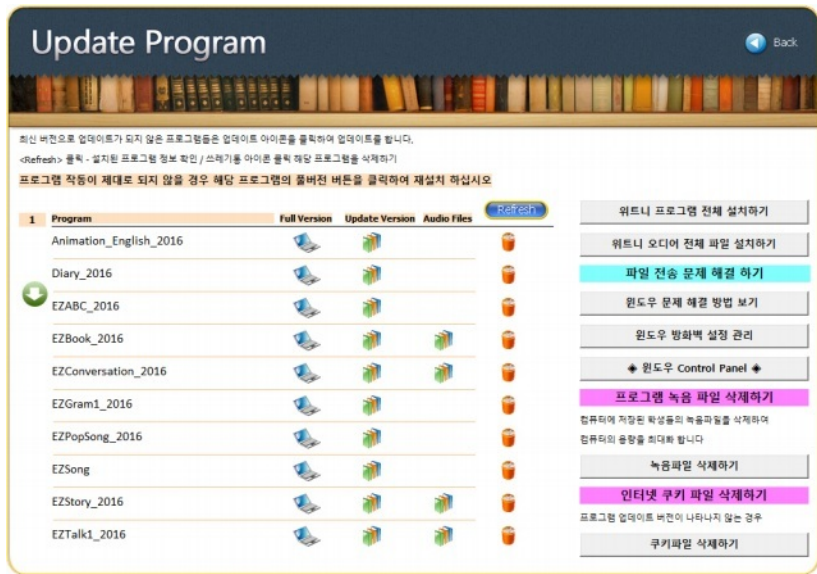 Update Program
Back
최신 버전으로 업데이트가 되지 않은 프로그램들은 업데이트 아이콘을 클릭하여 업데이트를 합니다.
<Refresh> 클릭 - 설치된 프로그램 정보 확인 / 쓰레기통 아이콘 클릭 해당 프로그램을 삭제하기
프로그램 작동이 제대로 되지 않을 경우 해당 프로그램의 풀버전 버튼을 클릭하여 재설치 하십시오
1 Program Full Version Update Version Audio Files Refresh
Animation_English_2016
Diary_2016
EZABC_2016
EZBook_2016
EZConversation_2016
EZGram1_2016
EZPopSong_2016
EZSong
EZStory_2016
EZTalk1_2016
위트니 프로그램 전체 설치하기
위트니 오디어 전체 파일 설치하기
파일 전송 문제 해결 하기
윈도우 문제 해결 방법 보기
윈도우 방화벽 설정 관리
◈ 윈도우 Control Panel ◈
프로그램 녹음 파일 삭제하기
컴퓨터에 저장된 학생들의 녹음파일을 삭제하여
컴퓨터의 용량을 최대화 합니다
녹음파일 삭제하기
인터넷 쿠키 파일 삭제하기
프로그램 업데이트 버전이 나타나지 않는 경우
쿠키파일 삭제하기